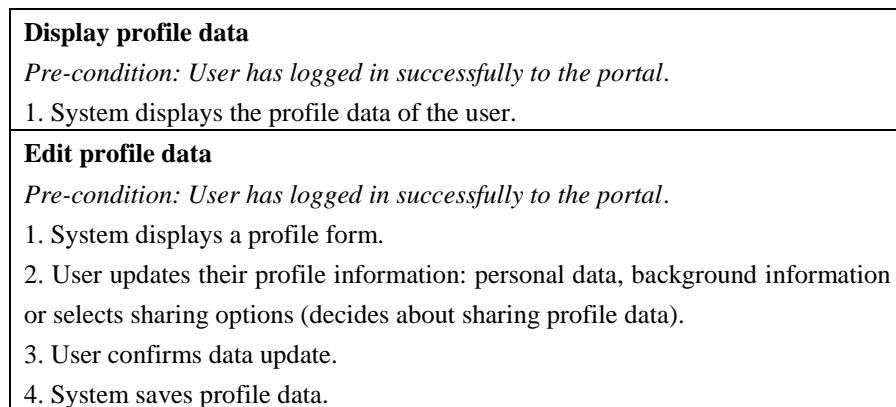 Display profile data
Pre-condition: User has logged in successfully to the portal.
1. System displays the profile data of the user.
Edit profile data
Pre-condition: User has logged in successfully to the portal.
1. System displays a profile form.
2. User updates their profile information: personal data, background information
or selects sharing options (decides about sharing profile data).
3. User confirms data update.
4. System saves profile data.